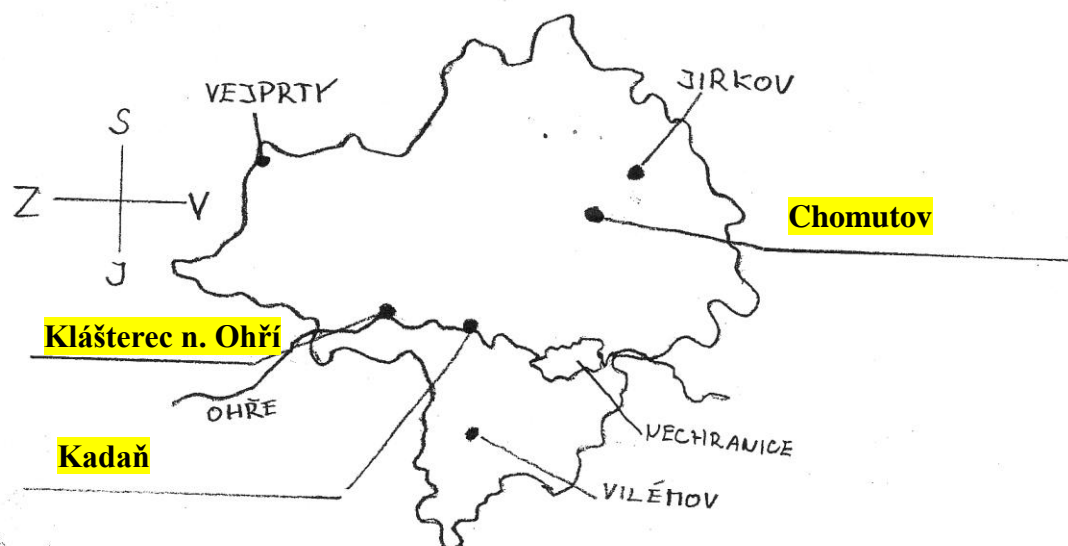 VEJPRTY
JIRKOV
S
Z
V
J
Chomutov
Klášterec n. Ohří
OHŘE
Kadaň
NECHRANICE
VILÉMOV